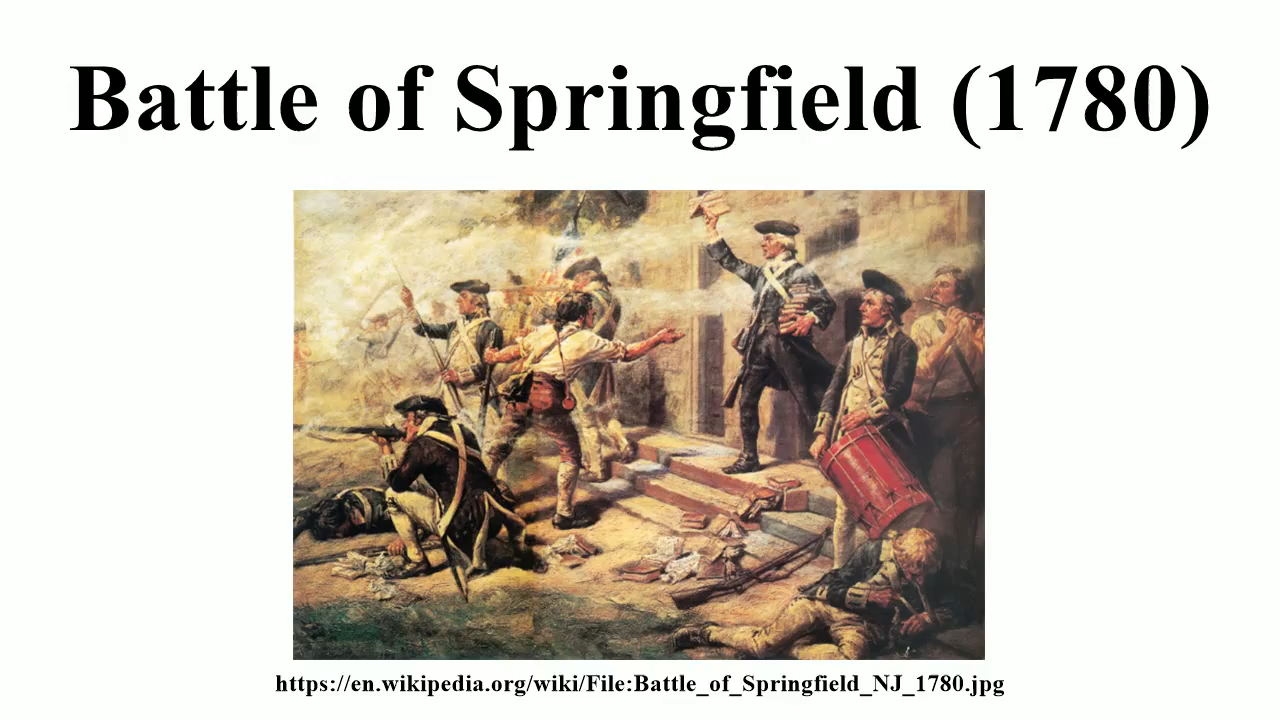 Battle of Springfield (1780)
https://en.wikipedia.org/wiki/File:Battle_of_Springfield_NJ_1780.jpg